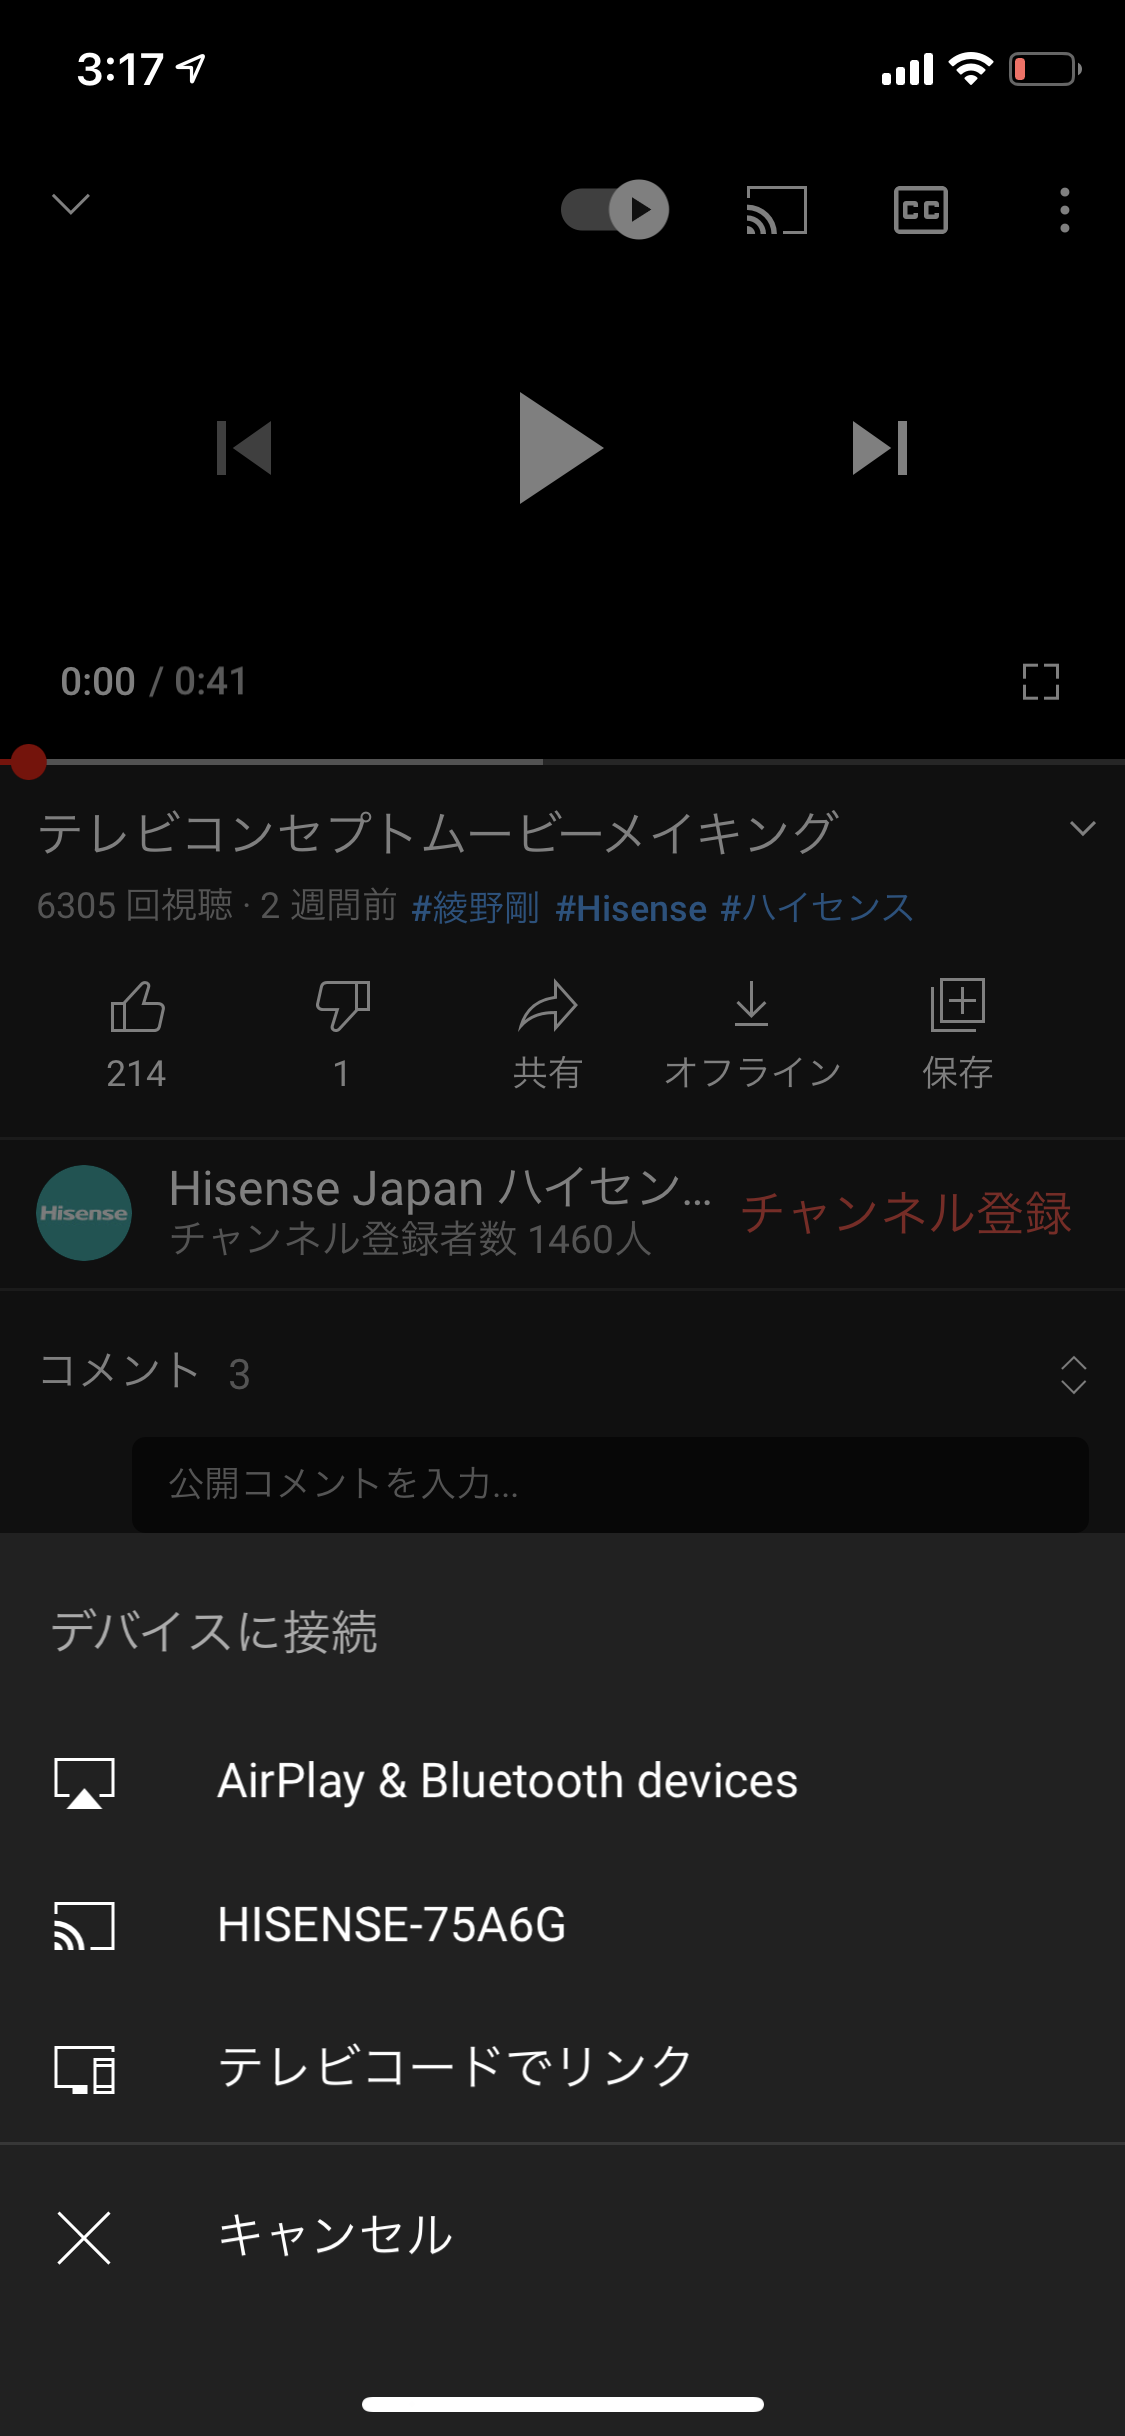 3:17
CC
0:00 / 0:41
テレビコンセプトムービーメイキング
6305 回視聴 · 2 週間前 #綾野剛 #Hisense #ハイセンス
214
1
共有
オフライン
保存
Hisense
Hisense Japan ハイセン...
チャンネル登録者数 1460人
チャンネル登録
コメント 3
公開コメントを入力...
デバイスに接続
AirPlay & Bluetooth devices
HISENSE-75A6G
テレビコードでリンク
キャンセル